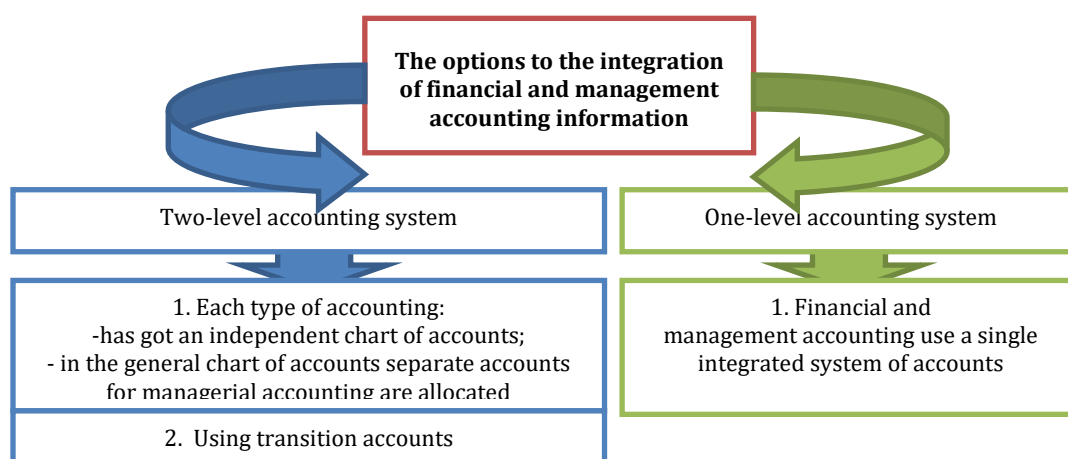 The options to the integration
of financial and management
accounting information
Two-level accounting system
One-level accounting system
1. Each type of accounting:
-has got an independent chart of accounts;
- in the general chart of accounts separate accounts
for managerial accounting are allocated
2. Using transition accounts
1. Financial and
management accounting use a single
integrated system of accounts